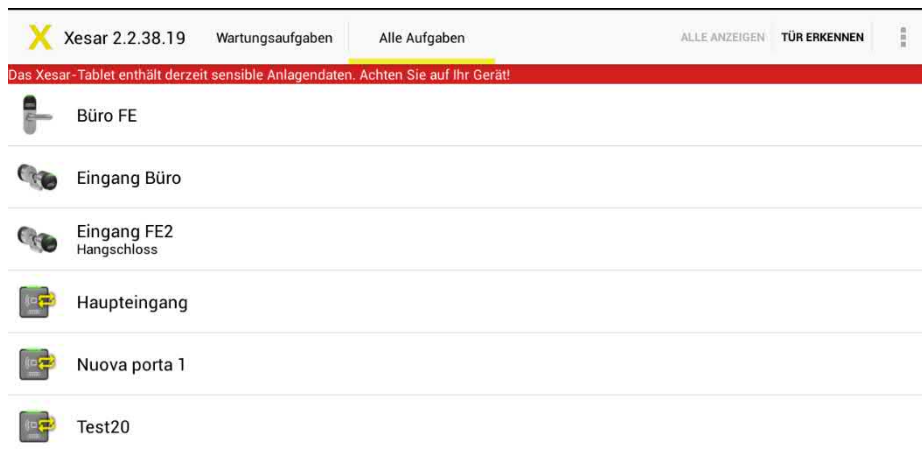 X Xesar 2.2.38.19 Wartungsaufgaben Alle Aufgaben ALLE ANZEIGEN TÜR ERKENNEN
Das Xesar-Tablet enthält derzeit sensible Anlagendaten. Achten Sie auf Ihr Gerät!
Büro FE
Eingang Büro
Eingang FE2
Hangschloss
Haupteingang
Nuova porta 1
Test20